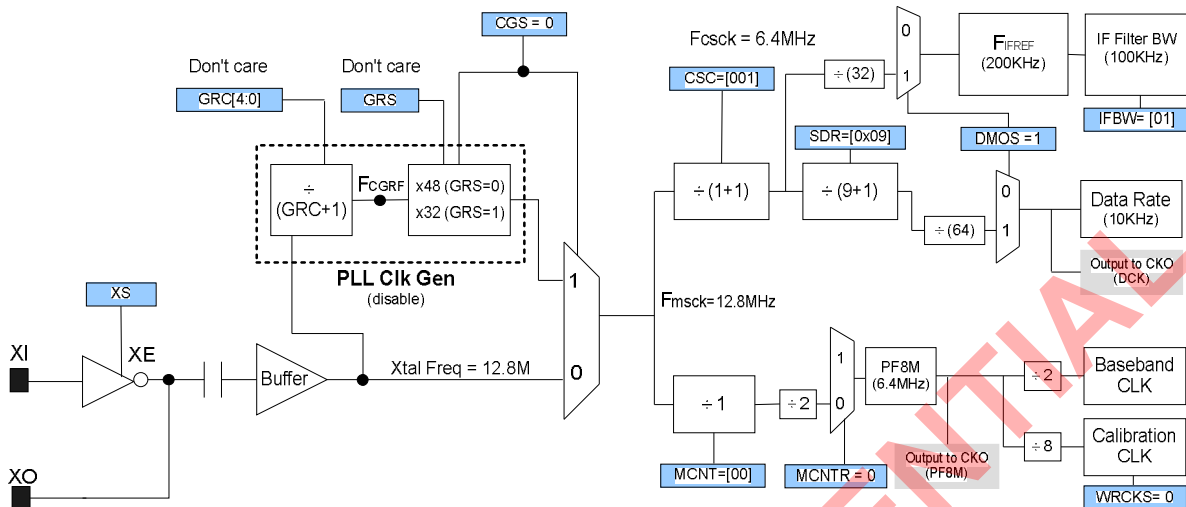 CGS = 0
Don't care
GRC[4:0]
Don't care
GRS
÷
(GRC+1)
FCGRF
x48 (GRS=0)
x32 (GRS=1)
PLL Clk Gen
(disable)
XS
XI
XE
XO
Buffer
Xtal Freq = 12.8M
1
0
Fmsck= 12.8MHz
Fcsck = 6.4MHz
CSC=[001]
÷ (1+1)
SDR=[0x09]
÷ (9+1)
÷ (32)
0
1
FIFREF
(200KHz)
IF Filter BW
(100KHz)
IFBW= [01]
DMOS =1
÷ (64)
0
1
Data Rate
(10KHz)
Output to CKO
(DCK)
÷ 1
MCNT=[00]
÷ 2
1
0
MCNTR = 0
PF8M
(6.4MHz)
Output to CKO
(PF8M)
÷ 2
Baseband
CLK
÷ 8
Calibration
CLK
WRCKS= 0
ENTIAL